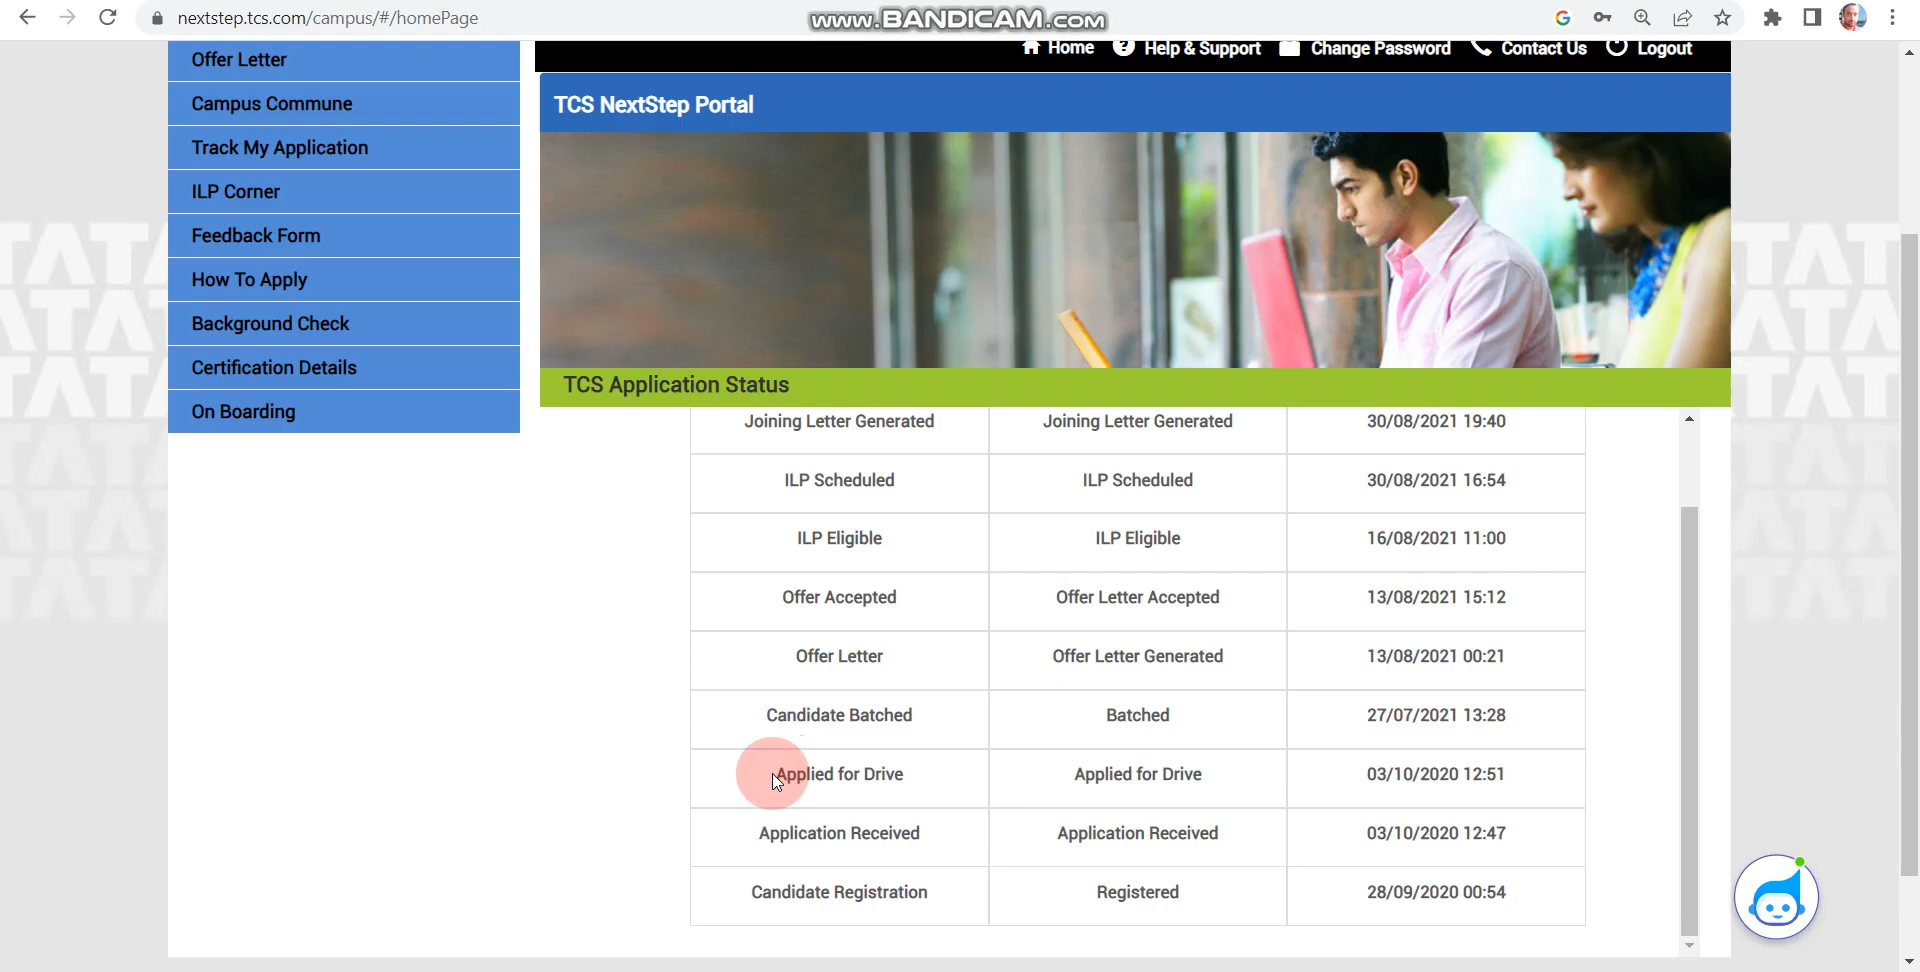 nextstep.tcs.com/campus/#/homePage
www.BANDICAM.com
Home Help & Support Change Password Contact Us Logout
Offer Letter
Campus Commune
Track My Application
ILP Corner
Feedback Form
How To Apply
Background Check
Certification Details
On Boarding
TCS NextStep Portal
TCS Application Status
Joining Letter Generated Joining Letter Generated 30/08/2021 19:40
ILP Scheduled ILP Scheduled 30/08/2021 16:54
ILP Eligible ILP Eligible 16/08/2021 11:00
Offer Accepted Offer Letter Accepted 13/08/2021 15:12
Offer Letter Offer Letter Generated 13/08/2021 00:21
Candidate Batched Batched 27/07/2021 13:28
Applied for Drive Applied for Drive 03/10/2020 12:51
Application Received Application Received 03/10/2020 12:47
Candidate Registration Registered 28/09/2020 00:54
TATA
TATA
TATA
TATA
TATA
TATA